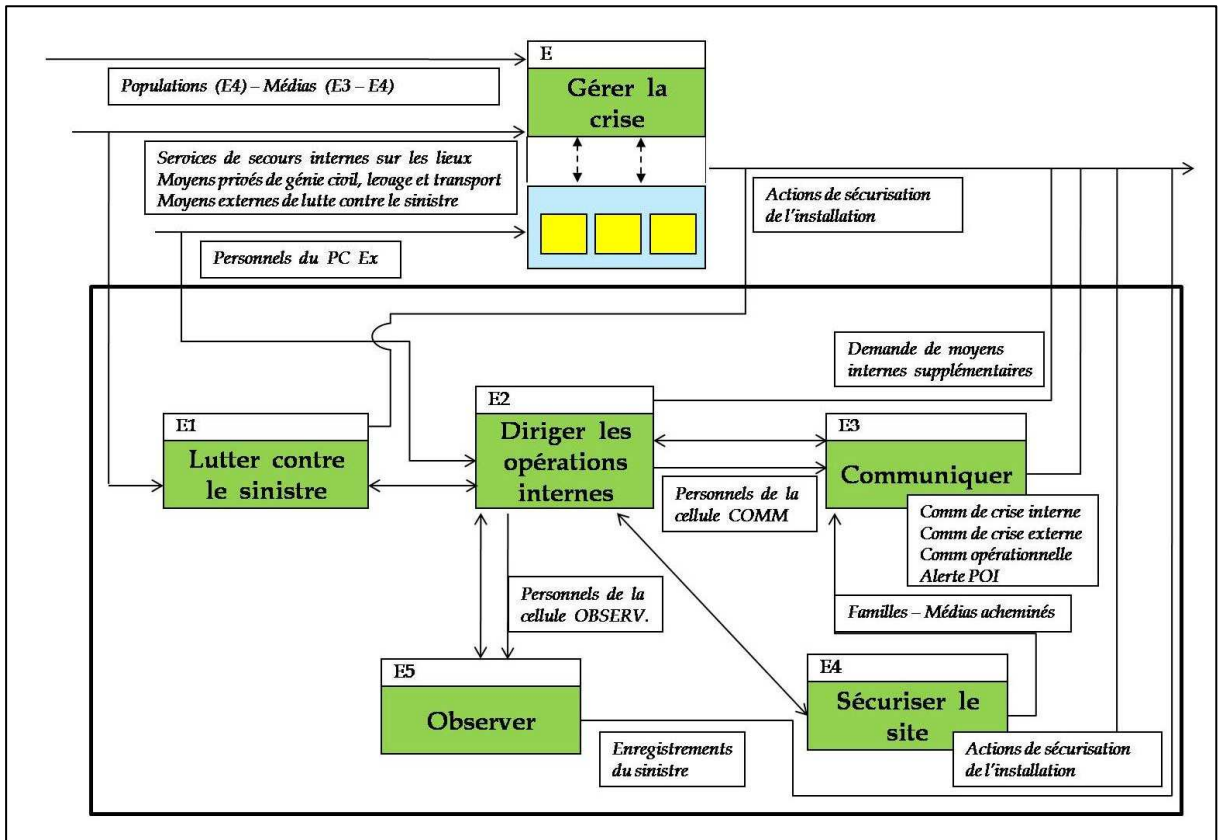 E
Gérer la
crise
Populations (E4) – Médias (E3 – E4)
Services de secours internes sur les lieux
Moyens privés de génie civil, levage et transport
Moyens externes de lutte contre le sinistre
Personnels du PC Ex
Actions de sécurisation
de l'installation
Demande de moyens
internes supplémentaires
E1
Lutter contre
le sinistre
E2
Diriger les
opérations
internes
E3
Communiquer
Personnels de la
cellule COMM
Comm de crise interne
Comm de crise externe
Comm opérationnelle
Alerte POI
Personnels de la
cellule OBSERV.
Familles – Médias acheminés
E5
Observer
E4
Sécuriser le
site
Enregistrements
du sinistre
Actions de sécurisation
de l'installation